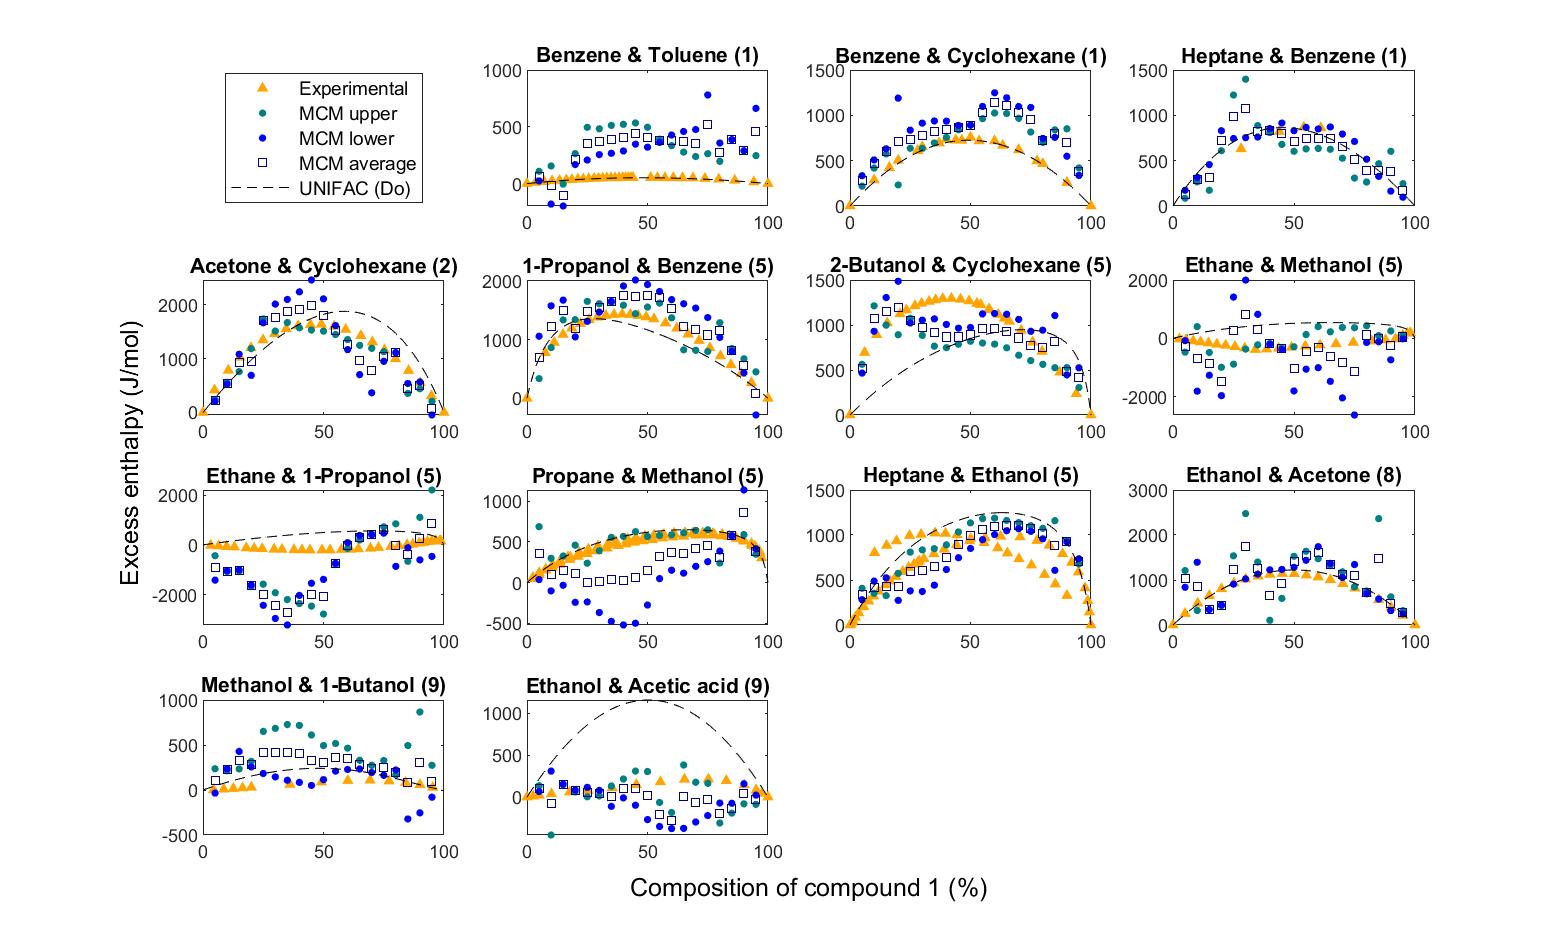 Experimental
MCM upper
MCM lower
MCM average
UNIFAC (Do)
Benzene & Toluene (1)
1000
500
0
0 50 100
Benzene & Cyclohexane (1)
1500
1000
500
0
0 50 100
Heptane & Benzene (1)
1500
1000
500
0
0 50 100
Excess enthalpy (J/mol)
Acetone & Cyclohexane (2)
2000
1000
0
0 50 100
1-Propanol & Benzene (5)
2000
1000
0
0 50 100
2-Butanol & Cyclohexane (5)
1500
1000
500
0
0 50 100
Ethane & Methanol (5)
2000
0
-2000
0 50 100
Ethane & 1-Propanol (5)
2000
0
-2000
0 50 100
Propane & Methanol (5)
1000
500
0
-500
0 50 100
Heptane & Ethanol (5)
1500
1000
500
0
0 50 100
Ethanol & Acetone (8)
3000
2000
1000
0
0 50 100
Methanol & 1-Butanol (9)
1000
500
0
-500
0 50 100
Ethanol & Acetic acid (9)
1000
500
0
0 50 100
Composition of compound 1 (%)